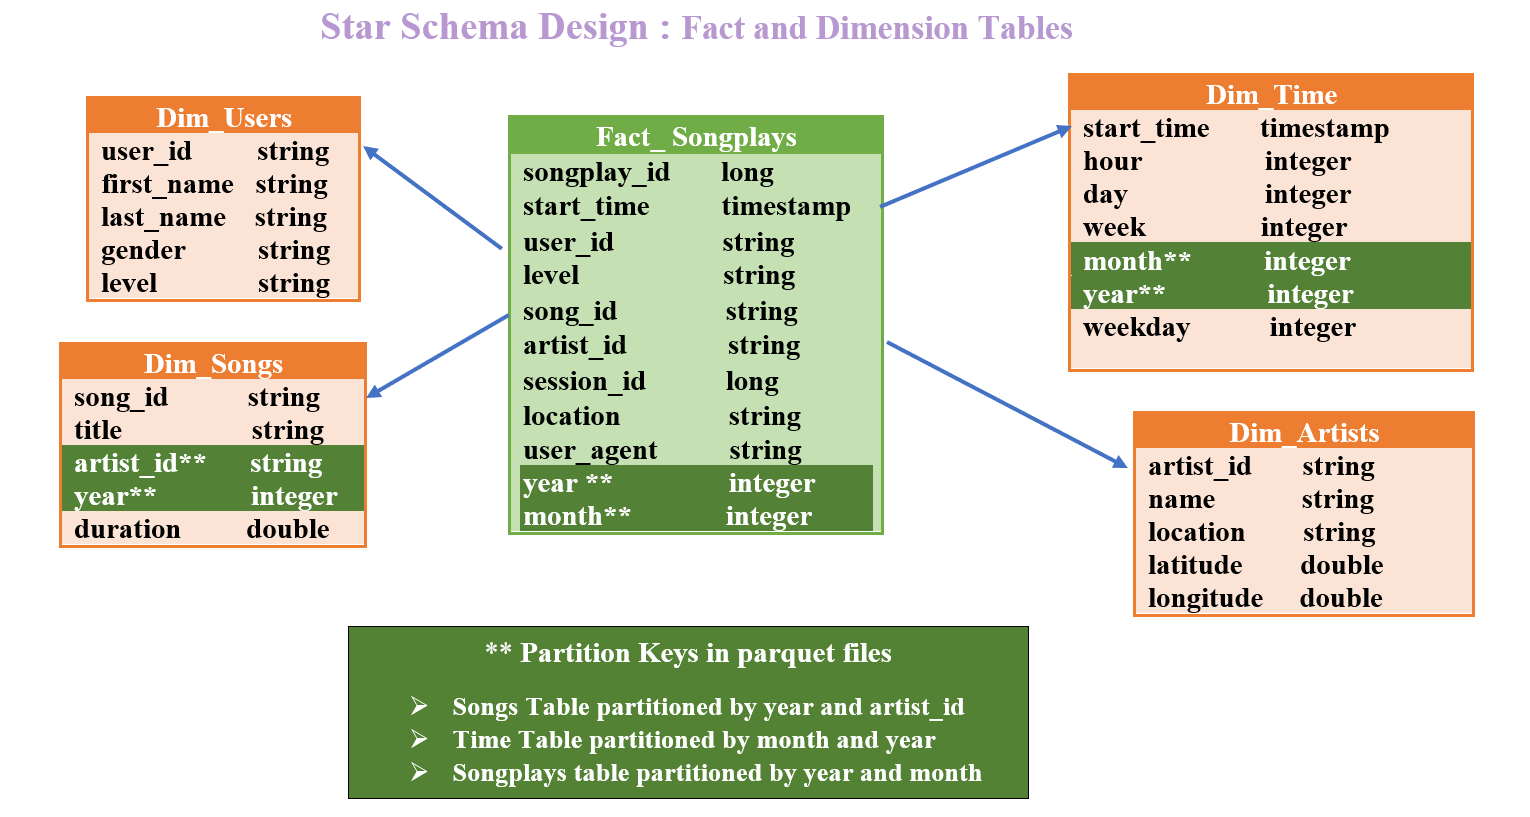 Star Schema Design : Fact and Dimension Tables
Dim_Users
user_id string
first_name string
last_name string
gender string
level string
Dim_Songs
song_id string
title string
artist_id** string
year** integer
duration double
Fact_ Songplays
songplay_id long
start_time timestamp
user_id string
level string
song_id string
artist_id string
session_id long
location string
user_agent string
year ** integer
month** integer
Dim_Time
start_time timestamp
hour integer
day integer
week integer
month** integer
year** integer
weekday integer
Dim_Artists
artist_id string
name string
location string
latitude double
longitude double
** Partition Keys in parquet files
➢ Songs Table partitioned by year and artist_id
➢ Time Table partitioned by month and year
➢ Songplays table partitioned by year and month